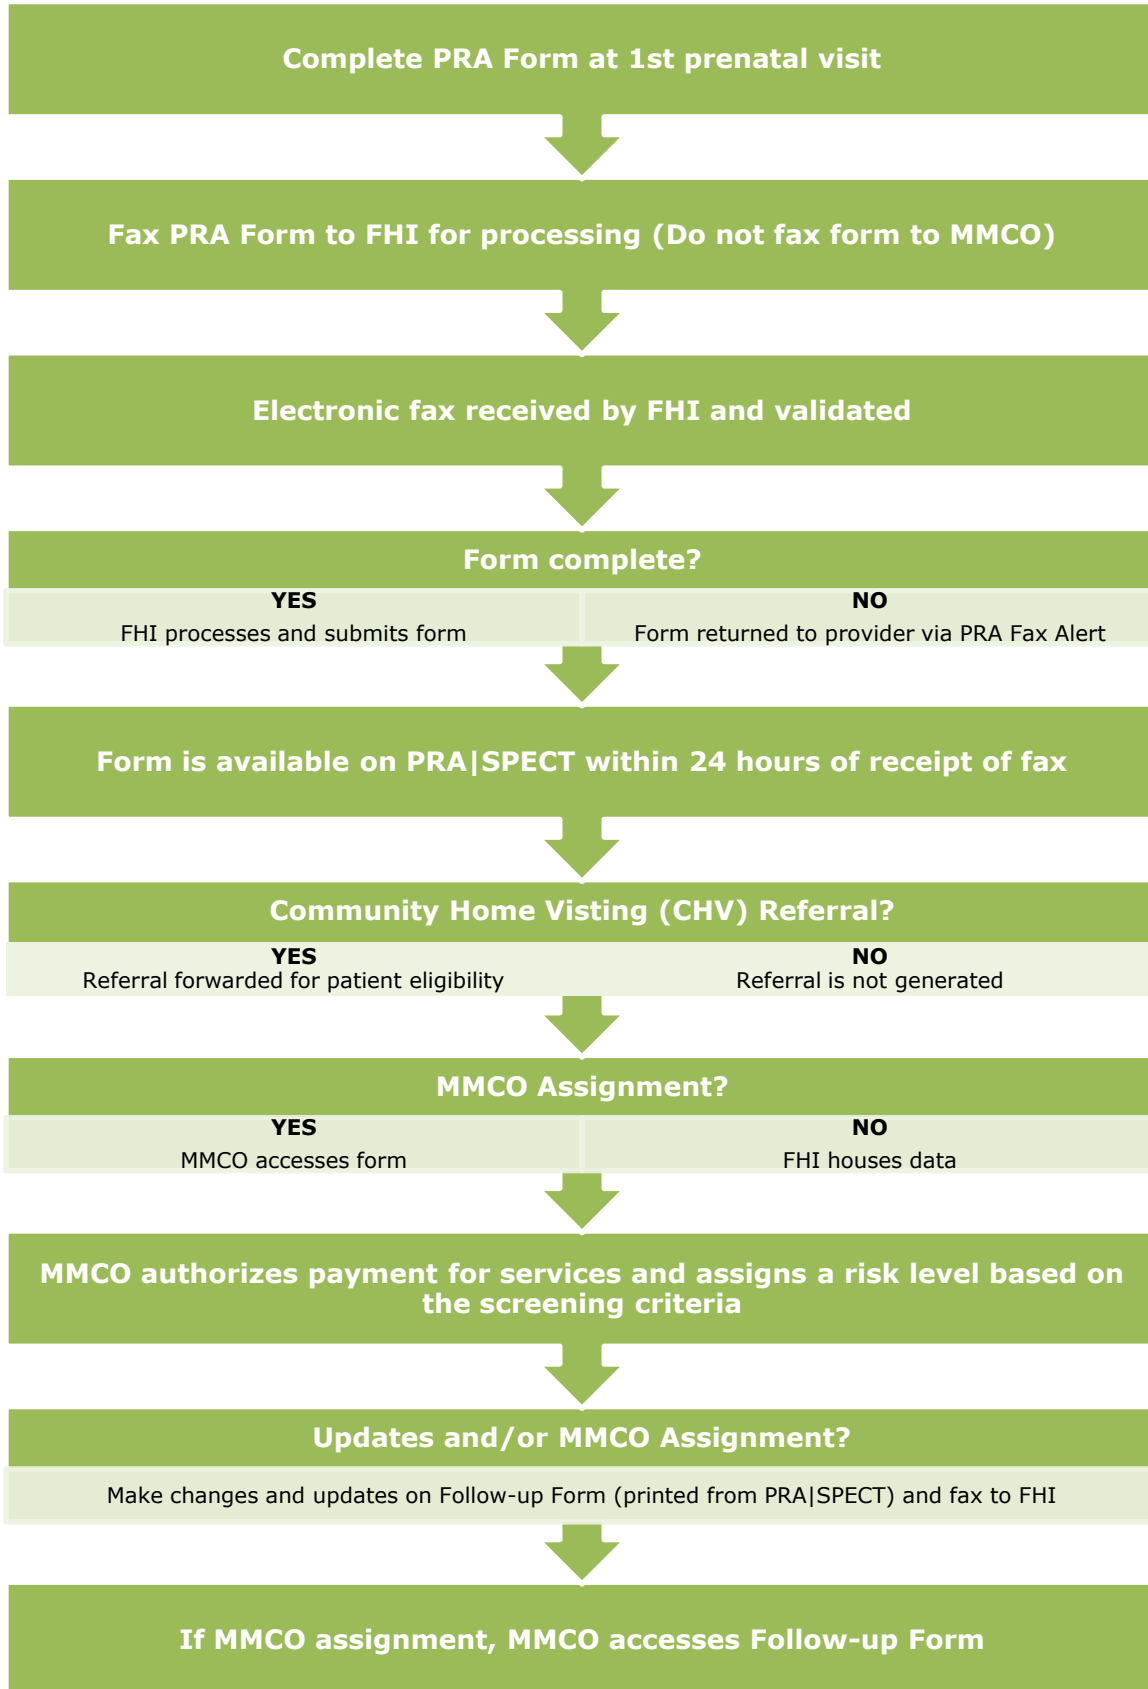 Complete PRA Form at 1st prenatal visit
Fax PRA Form to FHI for processing (Do not fax form to MMCO)
Electronic fax received by FHI and validated
Form complete?
YES
FHI processes and submits form
NO
Form returned to provider via PRA Fax Alert
Form is available on PRA|SPECT within 24 hours of receipt of fax
Community Home Visting (CHV) Referral?
YES
Referral forwarded for patient eligibility
NO
Referral is not generated
MMCO Assignment?
YES
MMCO accesses form
NO
FHI houses data
MMCO authorizes payment for services and assigns a risk level based on
the screening criteria
Updates and/or MMCO Assignment?
Make changes and updates on Follow-up Form (printed from PRA|SPECT) and fax to FHI
If MMCO assignment, MMCO accesses Follow-up Form